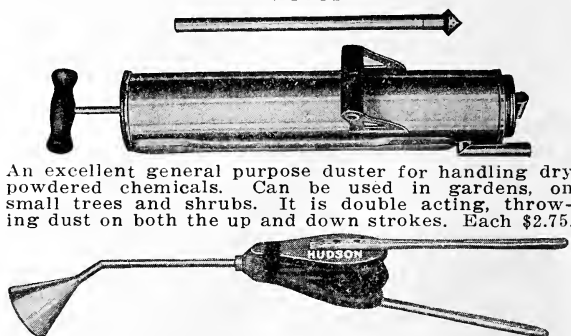 An excellent general purpose duster for handling dry
powdered chemicals. Can be used in gardens, on
small trees and shrubs. It is double acting, throw-
ing dust on both the up and down strokes. Each $2.75.
HUDSON